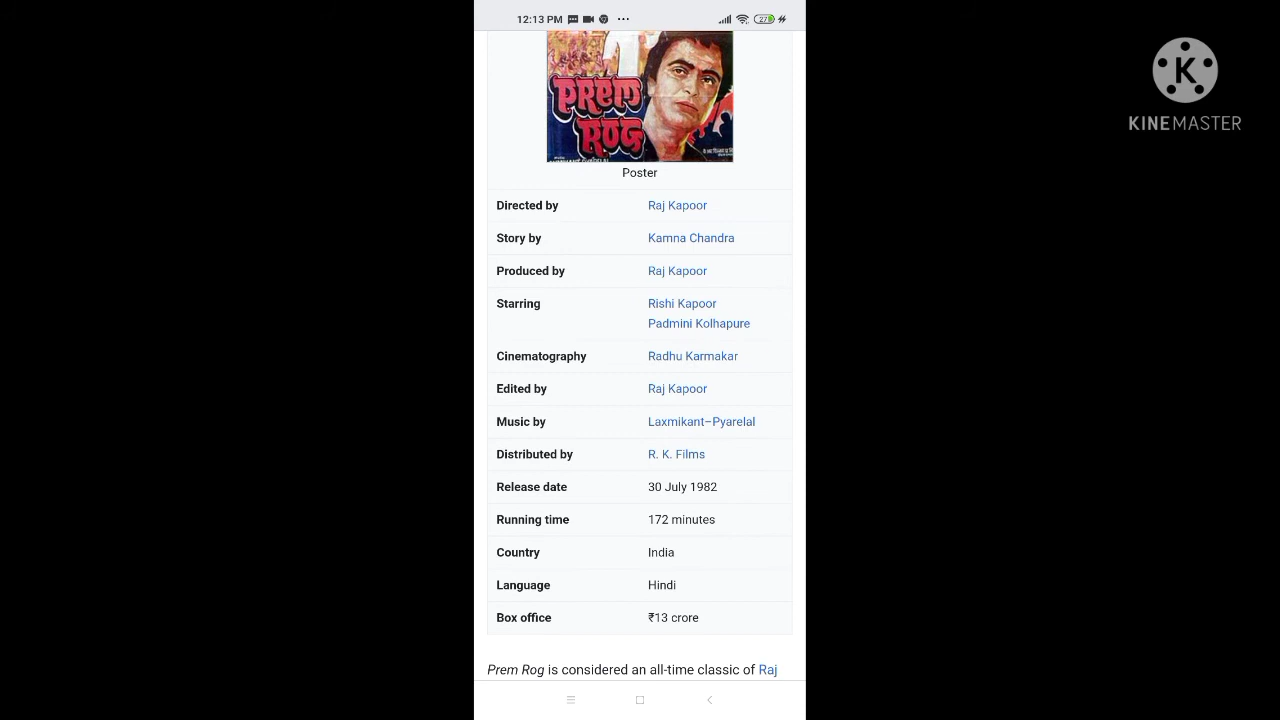 12:13 PM
27
K
KINEMASTER
PREM
ROG
Poster
Directed by Raj Kapoor
Story by Kamna Chandra
Produced by Raj Kapoor
Starring Rishi Kapoor
Padmini Kolhapure
Cinematography Radhu Karmakar
Edited by Raj Kapoor
Music by Laxmikant–Pyarelal
Distributed by R. K. Films
Release date 30 July 1982
Running time 172 minutes
Country India
Language Hindi
Box office ₹13 crore
Prem Rog is considered an all-time classic of Raj